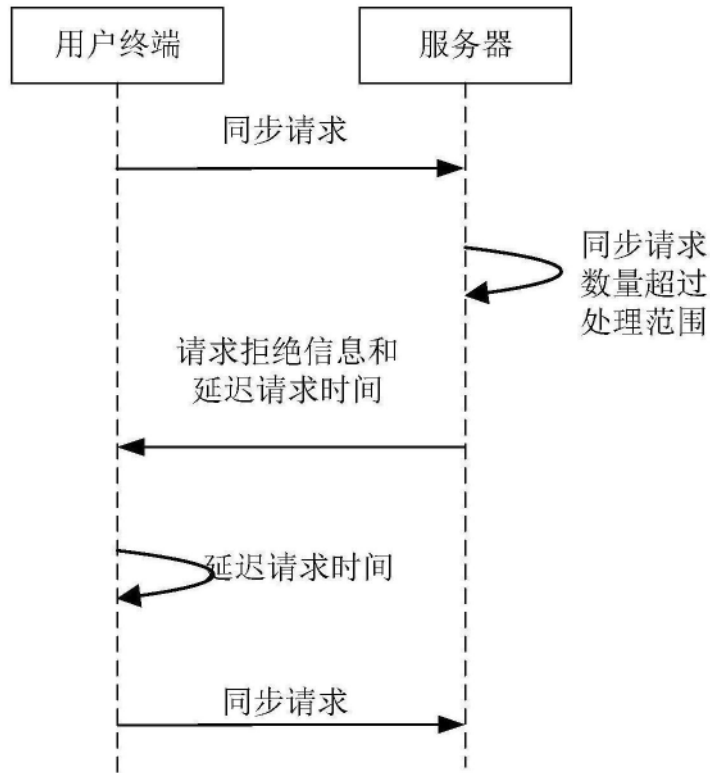 用户终端
服务器
同步请求
同步请求
数量超过
处理范围
请求拒绝信息和
延迟请求时间
延迟请求时间
同步请求